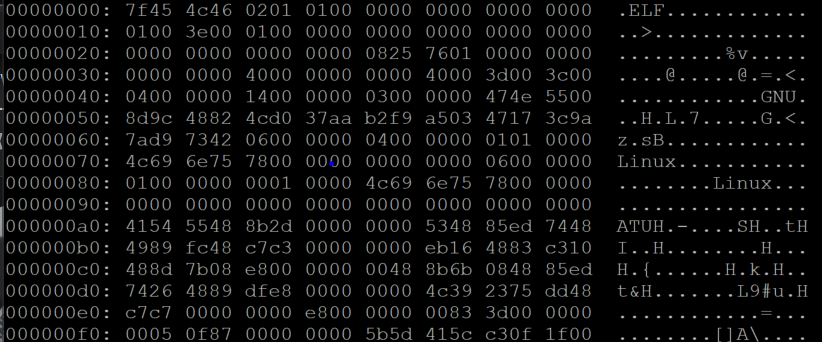 00000000: 7f45 4c46 0201 0100 0000 0000 0000 0000  .ELF............
00000010: 0100 3e00 0100 0000 0000 0000 0000 0000  ..>.............
00000020: 0000 0000 0000 0000 0825 7601 0000 0000  .........%v.....
00000030: 0000 0000 4000 0000 0000 4000 3d00 3c00  ....@.....@.=.<.
00000040: 0400 0000 1400 0000 0300 0000 474e 5500  ............GNU.
00000050: 8d9c 4882 4cd0 37aa b2f9 a503 4717 3c9a  ..H.L.7.....G.<.
00000060: 7ad9 7342 0600 0000 0400 0000 0101 0000  z.sB............
00000070: 4c69 6e75 7800 0000 0000 0000 0600 0000  Linux...........
00000080: 0100 0000 0001 0000 4c69 6e75 7800 0000  ........Linux...
00000090: 0000 0000 0000 0000 0000 0000 0000 0000  ................
000000a0: 4154 5548 8b2d 0000 0000 5348 85ed 7448  ATUH.-....SH..tH
000000b0: 4989 fc48 c7c3 0000 0000 eb16 4883 c310  I..H........H...
000000c0: 488d 7b08 e800 0000 0048 8b6b 0848 85ed  H.{......H.k.H..
000000d0: 7426 4889 dfe8 0000 0000 4c39 2375 dd48  t&H.......L9#u.H
000000e0: c7c7 0000 0000 e800 0000 0083 3d00 0000  ............=...
000000f0: 0005 0f87 0000 0000 5b5d 415c c30f 1f00  ........[]A\....